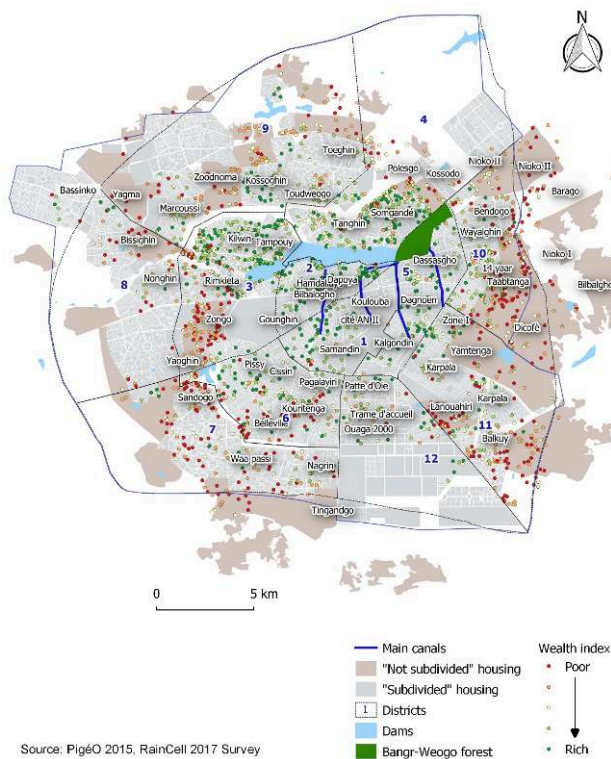 N
4
9
Toeghin
Nioko II
Polesgo
Kossodo
Nioko II
Bassinko
Yagma
Zoodnoma
Kossoghin
Toudweogo
Barago
Marcoussi
Tanghin
Somgandé
Bendogo
Bissighin
Kilwin
Tampouy
Wayalghin
Nonghin
2
Dassasgho
10
Nioko I
8
Rimkieta
3
Hamdalaye
Dapoya
5
14 yaar
Taabtanga
Bilbalogho
Bilbalgho
Koulouba
Dagnoën
Zongo
Gounghin
cité AN II
Zone I
Dicofè
1
Samandin
Kalgondin
Yamtenga
Yaoghin
Pissy
Cissin
Karpala
Sandogo
Pagalayiri
Patte d'Oie
Kouritenga
Lanouahiri
Karpala
6
Trame d'accueil
7
Belleville
Ouaga 2000
11
Balkuy
Waa passi
Nagrin
12
Tingandgo
0 5 km
Main canals
"Not subdivided" housing
"Subdivided" housing
1 Districts
Dams
Bangr-Weogo forest
Wealth index
Poor
Rich
Source: PigéO 2015, RainCell 2017 Survey